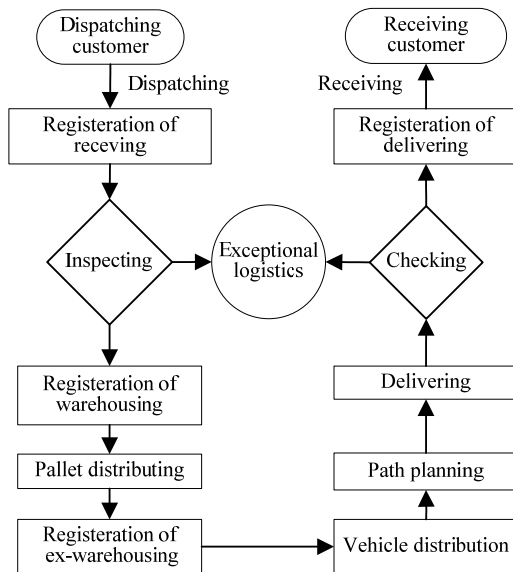 Dispatching
customer
Dispatching
Registeration of
receving
Inspecting
Exceptional
logistics
Registeration of
warehousing
Pallet distributing
Registeration of
ex-warehousing
Vehicle distribution
Path planning
Delivering
Checking
Registeration of
delivering
Receiving
Receiving
customer